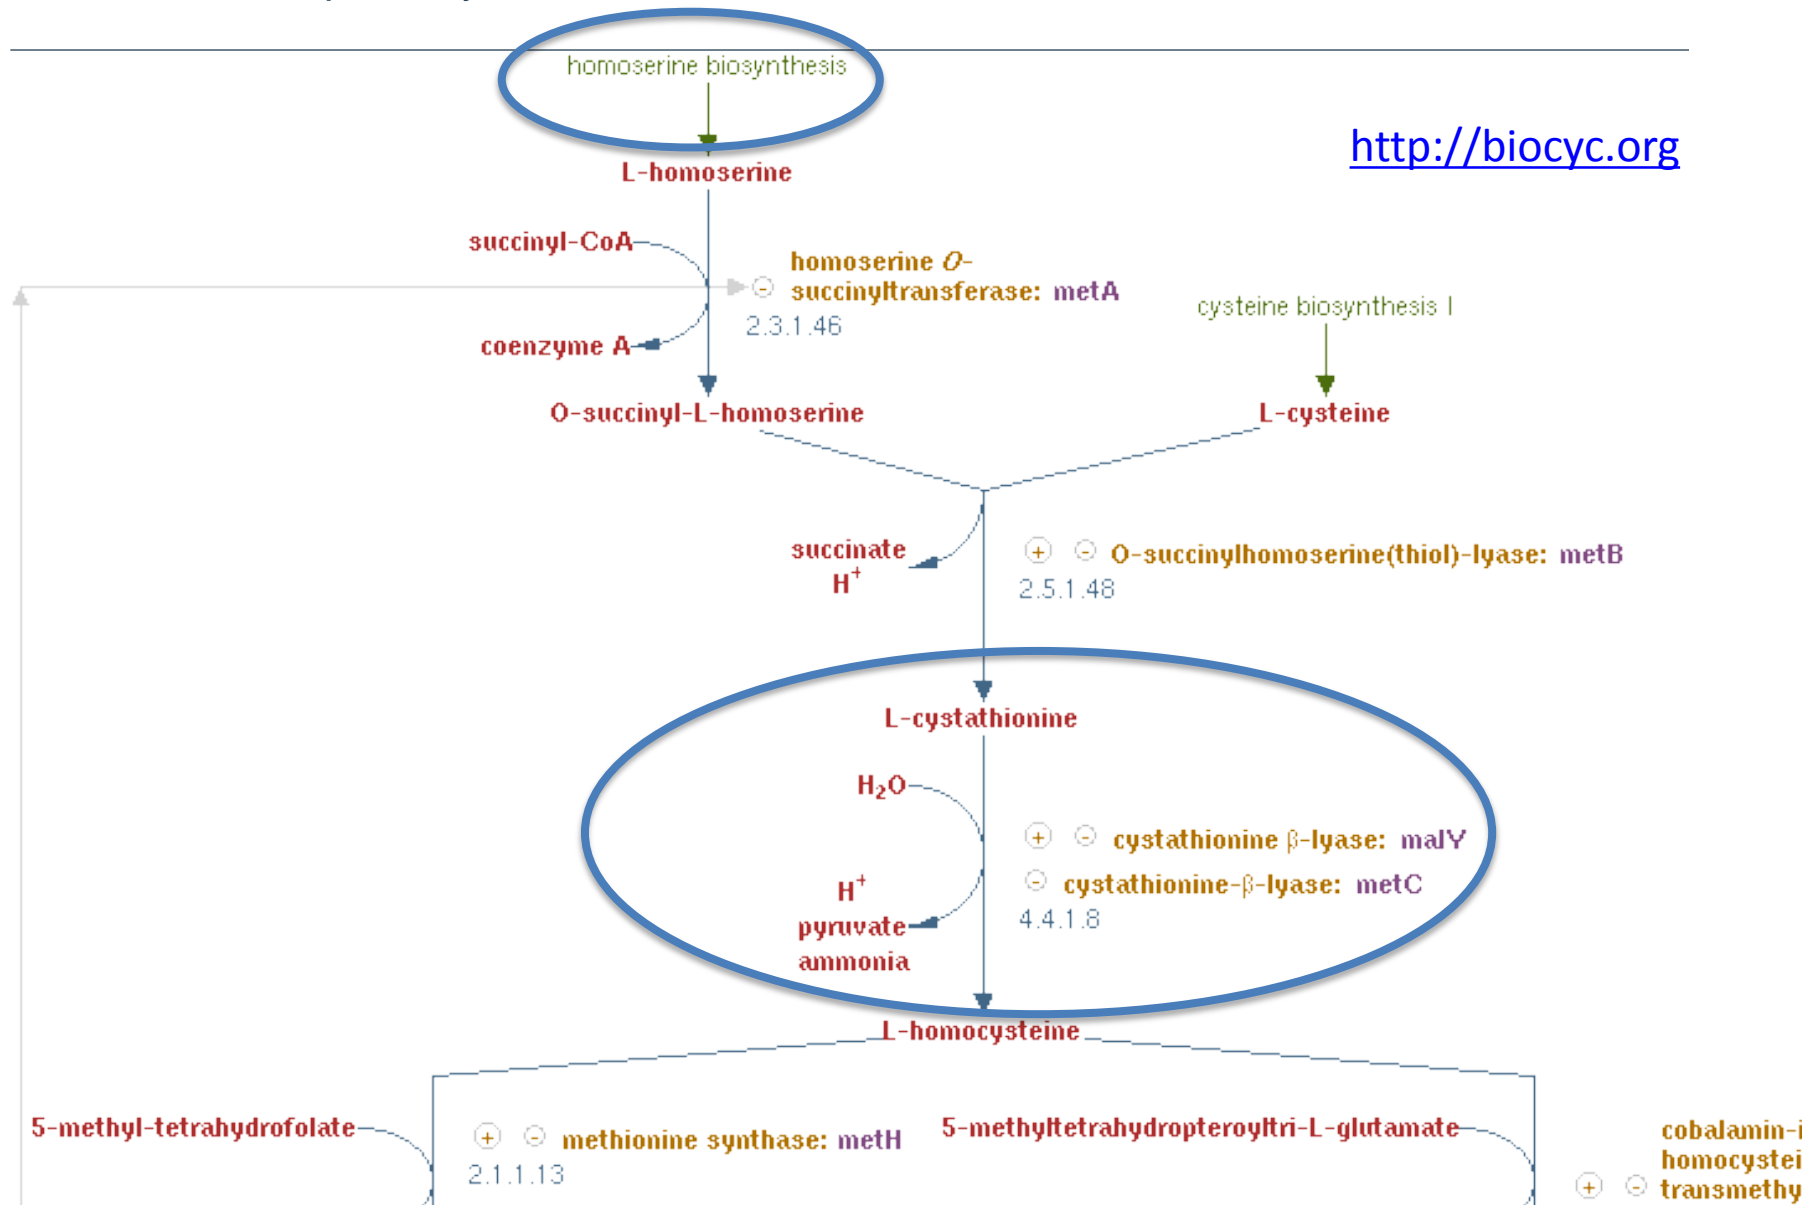 homoserine biosynthesis
http://biocyc.org
L-homoserine
succinyl-CoA
homoserine O-
succinyltransferase: metA
2.3.1.46
coenzyme A
cysteine biosynthesis I
O-succinyl-L-homoserine
L-cysteine
succinate
H+
+ - O-succinylhomoserine(thiol)-lyase: metB
2.5.1.48
L-cystathionine
H2O
+ - cystathionine β-lyase: malY
- cystathionine-β-lyase: metC
4.4.1.8
H+
pyruvate
ammonia
L-homocysteine
5-methyl-tetrahydrofolate
+ - methionine synthase: metH
2.1.1.13
5-methyltetrahydropteroyltri-L-glutamate
cobalamin-i
homocystei
+ - transmethy